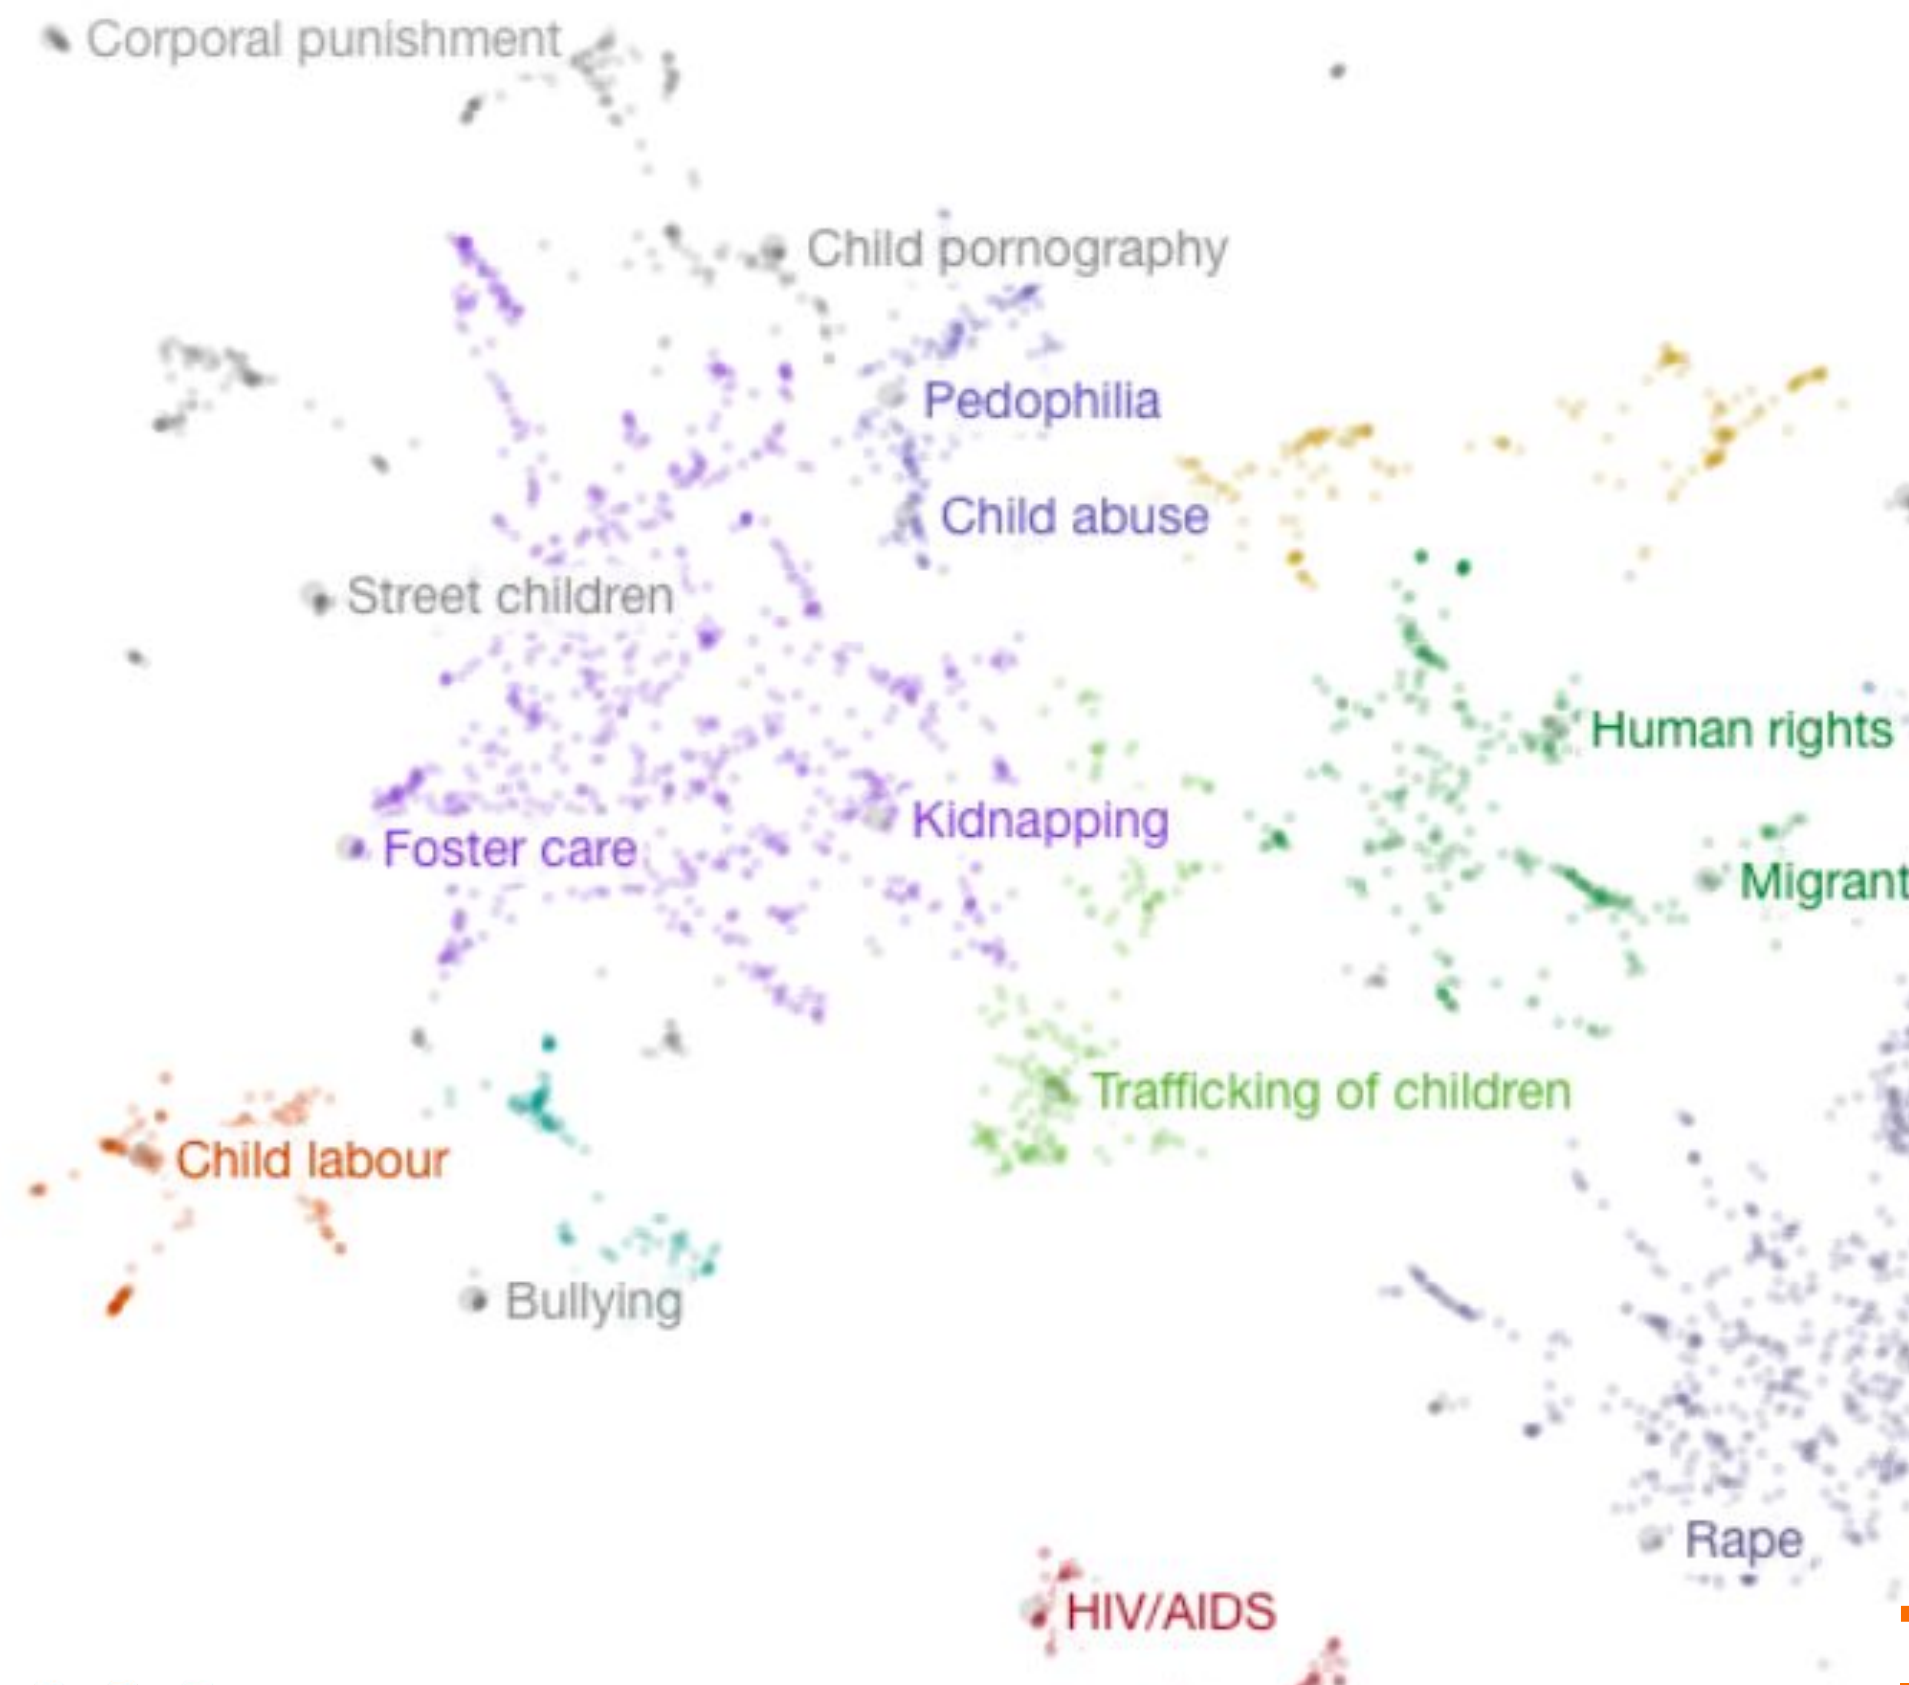 Corporal punishment
Child pornography
Pedophilia
Child abuse
Street children
Human rights
Kidnapping
Foster care
Migrant
Trafficking of children
Child labour
Bullying
Rape
HIV/AIDS